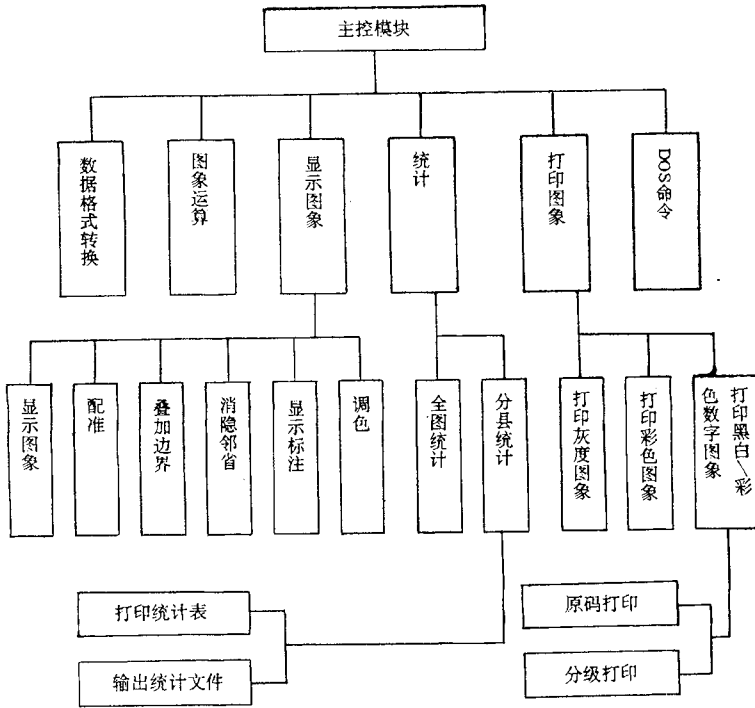 主控模块
数据格式转换
图象运算
显示图象
统计
打印图象
DOS命令
显示图象
配准
叠加边界
消隐邻省
显示标注
调色
全图统计
分县统计
打印灰度图象
打印彩色图象
打印黑白/彩
色数字图象
打印统计表
输出统计文件
原码打印
分级打印